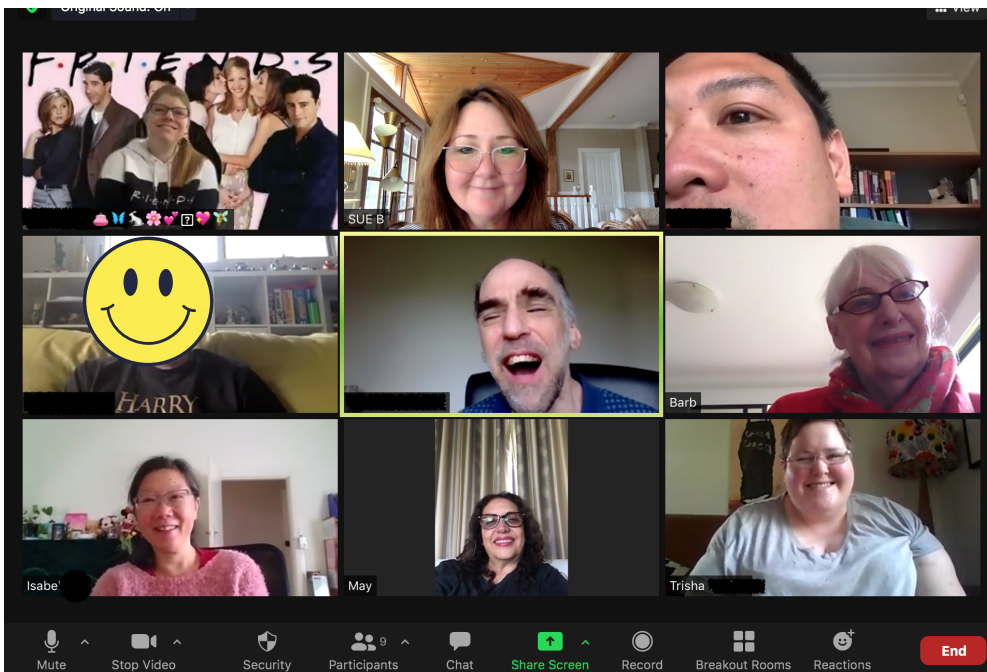 Original Sound: On
View
F·R·I·E·N·D·S
F·R·I·E·N·D·S
SUE B
HARRY
Barb
Isabe
May
Trisha
Mute
Stop Video
Security
Participants
9
Chat
Share Screen
Record
Breakout Rooms
Reactions
End